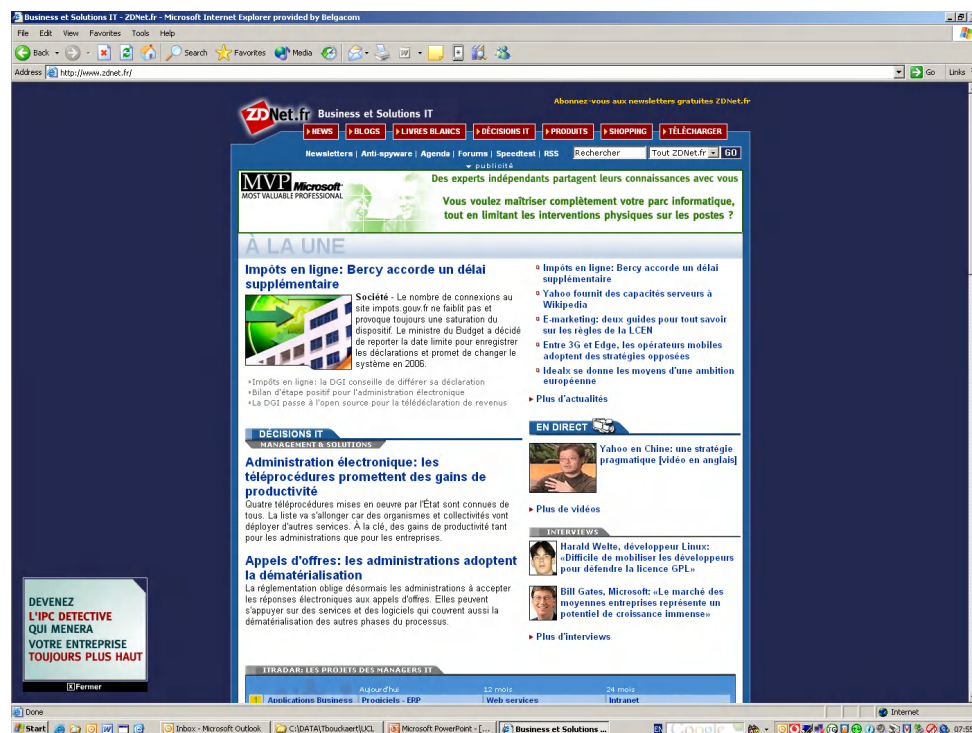 Business et Solutions IT - ZDNet.fr - Microsoft Internet Explorer provided by Belgacom
File Edit View Favorites Tools Help
Back Search Favorites Media
Address http://www.zdnet.fr/ Go Links
Abonnez-vous aux newsletters gratuites ZDNet.fr
ZDNet.fr Business et Solutions IT
NEWS BLOGS LIVRES BLANCS DÉCISIONS IT PRODUITS SHOPPING TÉLÉCHARGER
Newsletters | Anti-spyware | Agenda | Forums | Speedtest | RSS Rechercher Tout ZDNet.fr GO
publicité
MVP Microsoft
MOST VALUABLE PROFESSIONAL
Des experts indépendants partagent leurs connaissances avec vous
Vous voulez maîtriser complètement votre parc informatique,
tout en limitant les interventions physiques sur les postes ?
À LA UNE
Impôts en ligne: Bercy accorde un délai
supplémentaire
Société - Le nombre de connexions au
site impots.gouv.fr ne faiblit pas et
provoque toujours une saturation du
dispositif. Le ministre du Budget a décidé
de reporter la date limite pour enregistrer
les déclarations et promet de changer le
système en 2006.
Impôts en ligne: la DGI conseille de différer sa déclaration
Bilan d'étape positif pour l'administration électronique
La DGI passe à l'open source pour la télédéclaration de revenus
Impôts en ligne: Bercy accorde un délai
supplémentaire
Yahoo fournit des capacités serveurs à
Wikipedia
E-marketing: deux guides pour tout savoir
sur les règles de la LCEN
Entre 3G et Edge, les opérateurs mobiles
adoptent des stratégies opposées
Idealx se donne les moyens d'une ambition
européenne
Plus d'actualités
DÉCISIONS IT
MANAGEMENT & SOLUTIONS
Administration électronique: les
téléprocédures promettent des gains de
productivité
Quatre téléprocédures mises en oeuvre par l'État sont connues de
tous. La liste va s'allonger car des organismes et collectivités vont
déployer d'autres services. À la clé, des gains de productivité tant
pour les administrations que pour les entreprises.
Appels d'offres: les administrations adoptent
la dématérialisation
La réglementation oblige désormais les administrations à accepter
les réponses électroniques aux appels d'offres. Elles peuvent
s'appuyer sur des services et des logiciels qui couvrent aussi la
dématérialisation des autres phases du processus.
EN DIRECT
Yahoo en Chine: une stratégie
pragmatique [vidéo en anglais]
Plus de vidéos
INTERVIEWS
Harald Welte, développeur Linux:
«Difficile de mobiliser les développeurs
pour défendre la licence GPL»
Bill Gates, Microsoft: «Le marché des
moyennes entreprises représente un
potentiel de croissance immense»
Plus d'interviews
DEVENEZ
L'IPC DETECTIVE
QUI MENERA
VOTRE ENTREPRISE
TOUJOURS PLUS HAUT
X Fermer
ITRADAR: LES PROJETS DES MANAGERS IT
Aujourd'hui 12 mois 24 mois
1 Applications Business Progiciels - ERP Web services Intranet
Done Internet
Start Inbox - Microsoft Outlook C:\DATA\Tbouckaert\UCL Microsoft PowerPoint - [... Business et Solutions ... Google 07:55